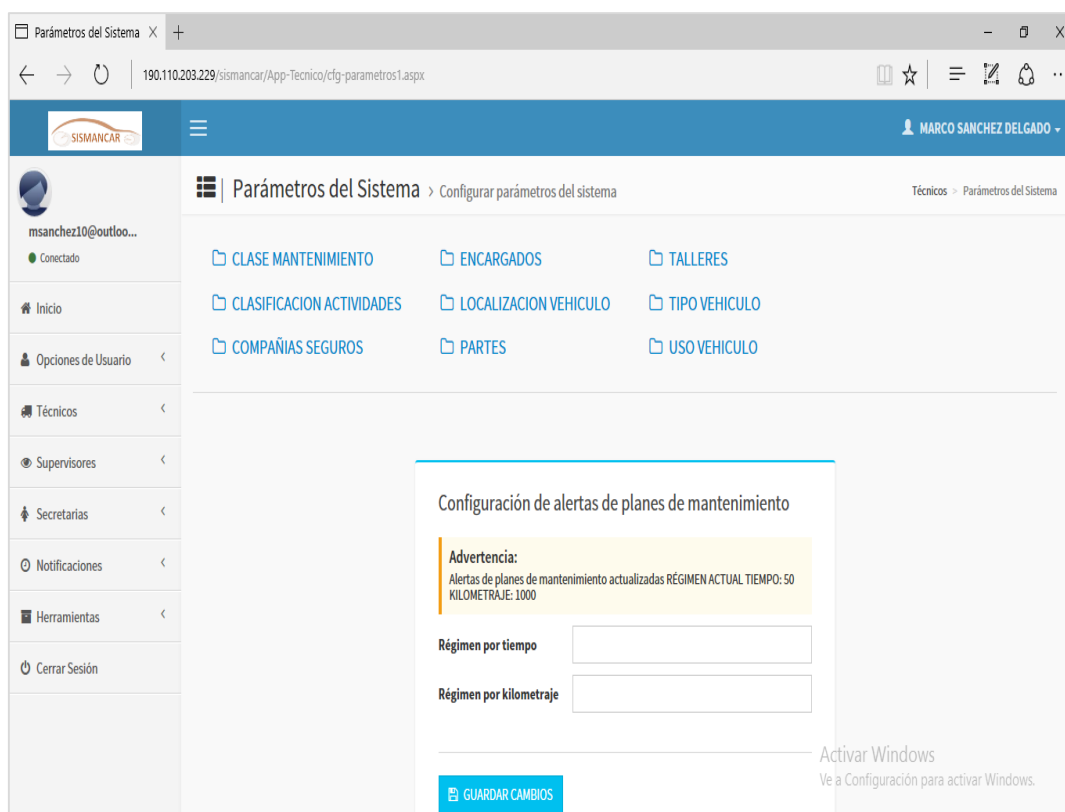 Parámetros del Sistema
190.110.203.229/sismancar/App-Tecnico/cfg-parametros1.aspx
SISMANCAR
MARCO SANCHEZ DELGADO
Parámetros del Sistema > Configurar parámetros del sistema
Técnicos > Parámetros del Sistema
msanchez10@outloo...
Conectado
Inicio
Opciones de Usuario
Técnicos
Supervisores
Secretarias
Notificaciones
Herramientas
Cerrar Sesión
CLASE MANTENIMIENTO
ENCARGADOS
TALLERES
CLASIFICACION ACTIVIDADES
LOCALIZACION VEHICULO
TIPO VEHICULO
COMPAÑIAS SEGUROS
PARTES
USO VEHICULO
Configuración de alertas de planes de mantenimiento
Advertencia:
Alertas de planes de mantenimiento actualizadas RÉGIMEN ACTUAL TIEMPO: 50
KILOMETRAJE: 1000
Régimen por tiempo
Régimen por kilometraje
GUARDAR CAMBIOS
Activar Windows
Ve a Configuración para activar Windows.